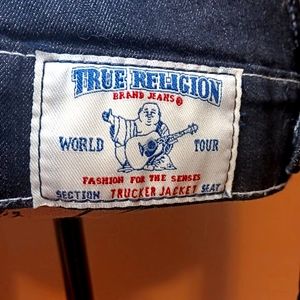 TRUE RELIGION
BRAND JEANS®
WORLD TOUR
FASHION FOR THE SENSES
SECTION TRUCKER JACKET SEAT